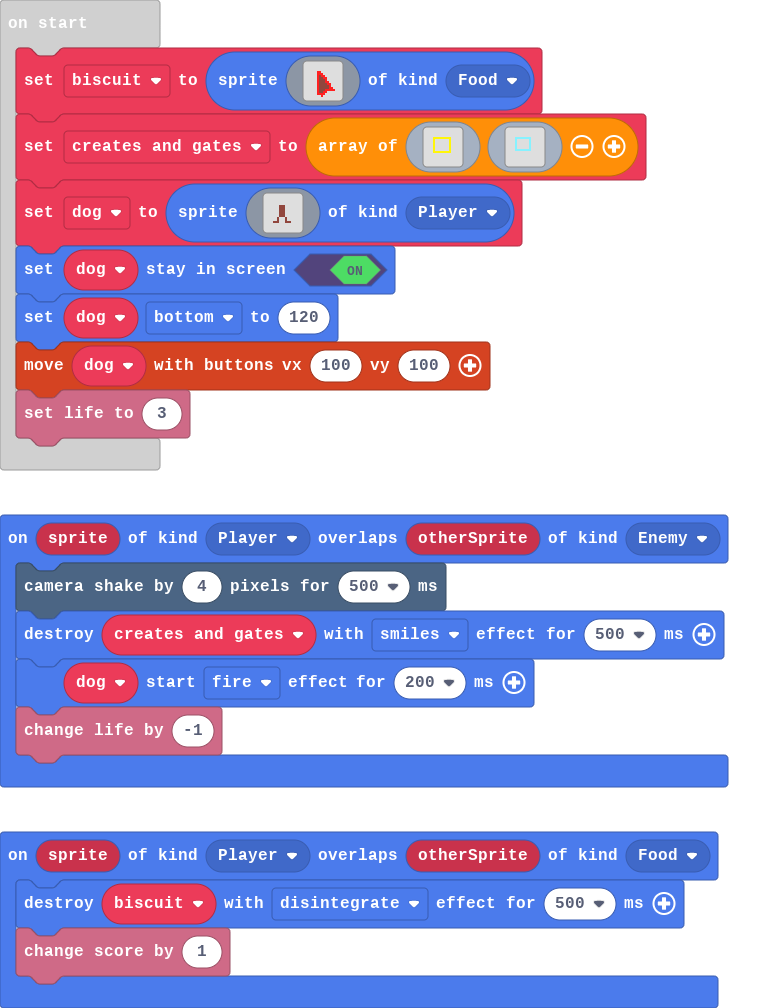 on start
set biscuit to sprite of kind Food
set creates and gates to array of
set dog to sprite of kind Player
set dog stay in screen ON
set dog bottom to 120
move dog with buttons vx 100 vy 100
set life to 3
on sprite of kind Player overlaps otherSprite of kind Enemy
camera shake by 4 pixels for 500 ms
destroy creates and gates with smiles effect for 500 ms
dog start fire effect for 200 ms
change life by -1
on sprite of kind Player overlaps otherSprite of kind Food
destroy biscuit with disintegrate effect for 500 ms
change score by 1